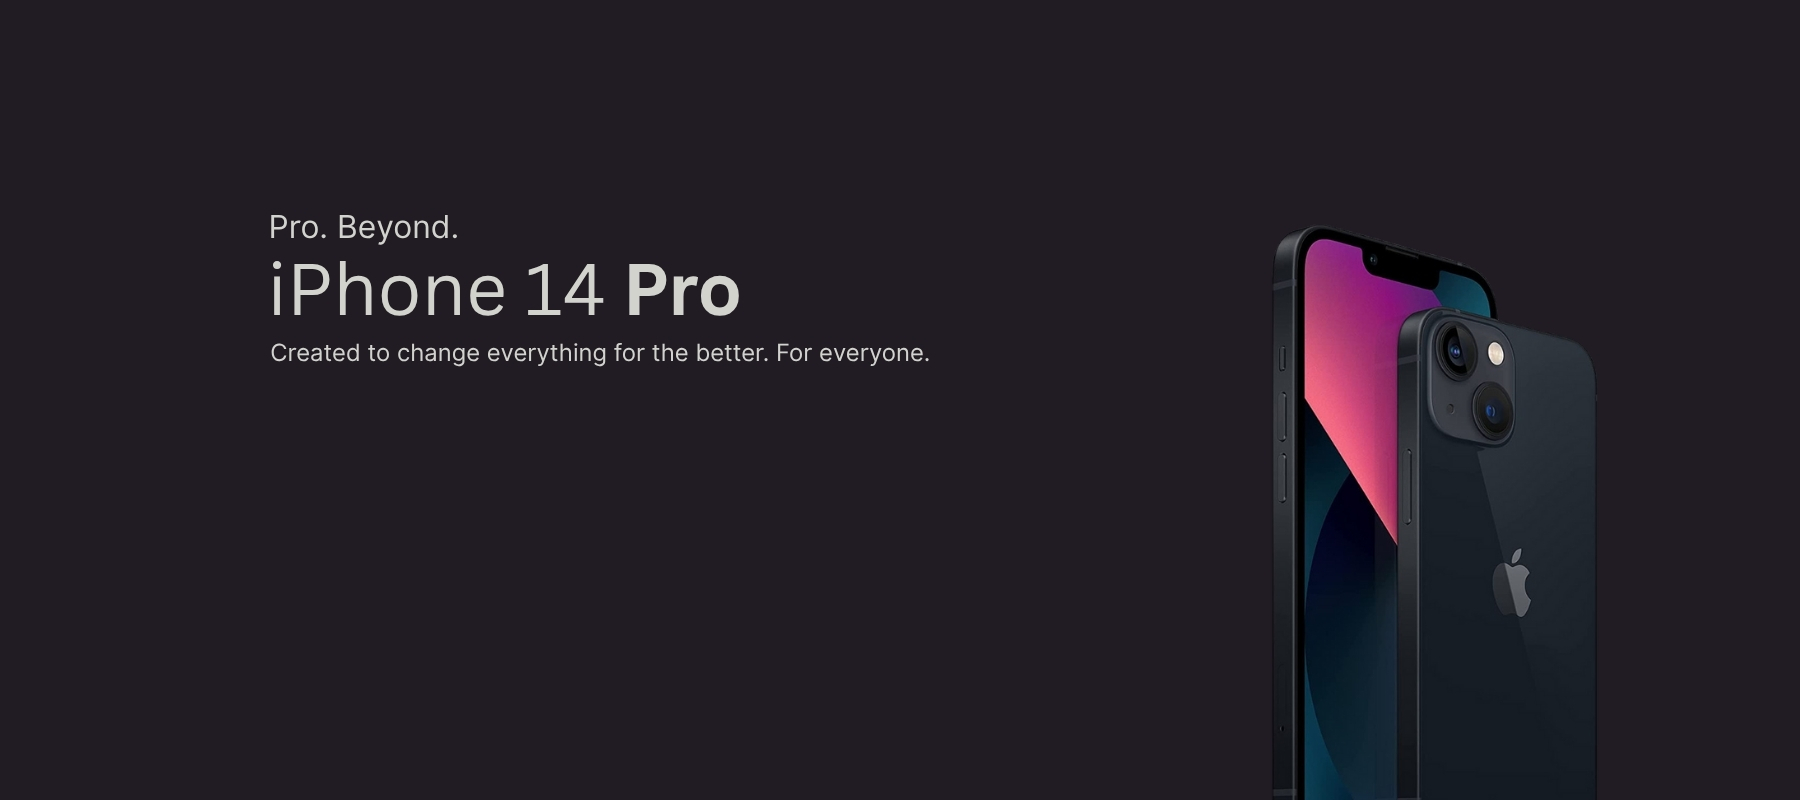 Pro. Beyond.
iPhone 14 Pro
Created to change everything for the better. For everyone.